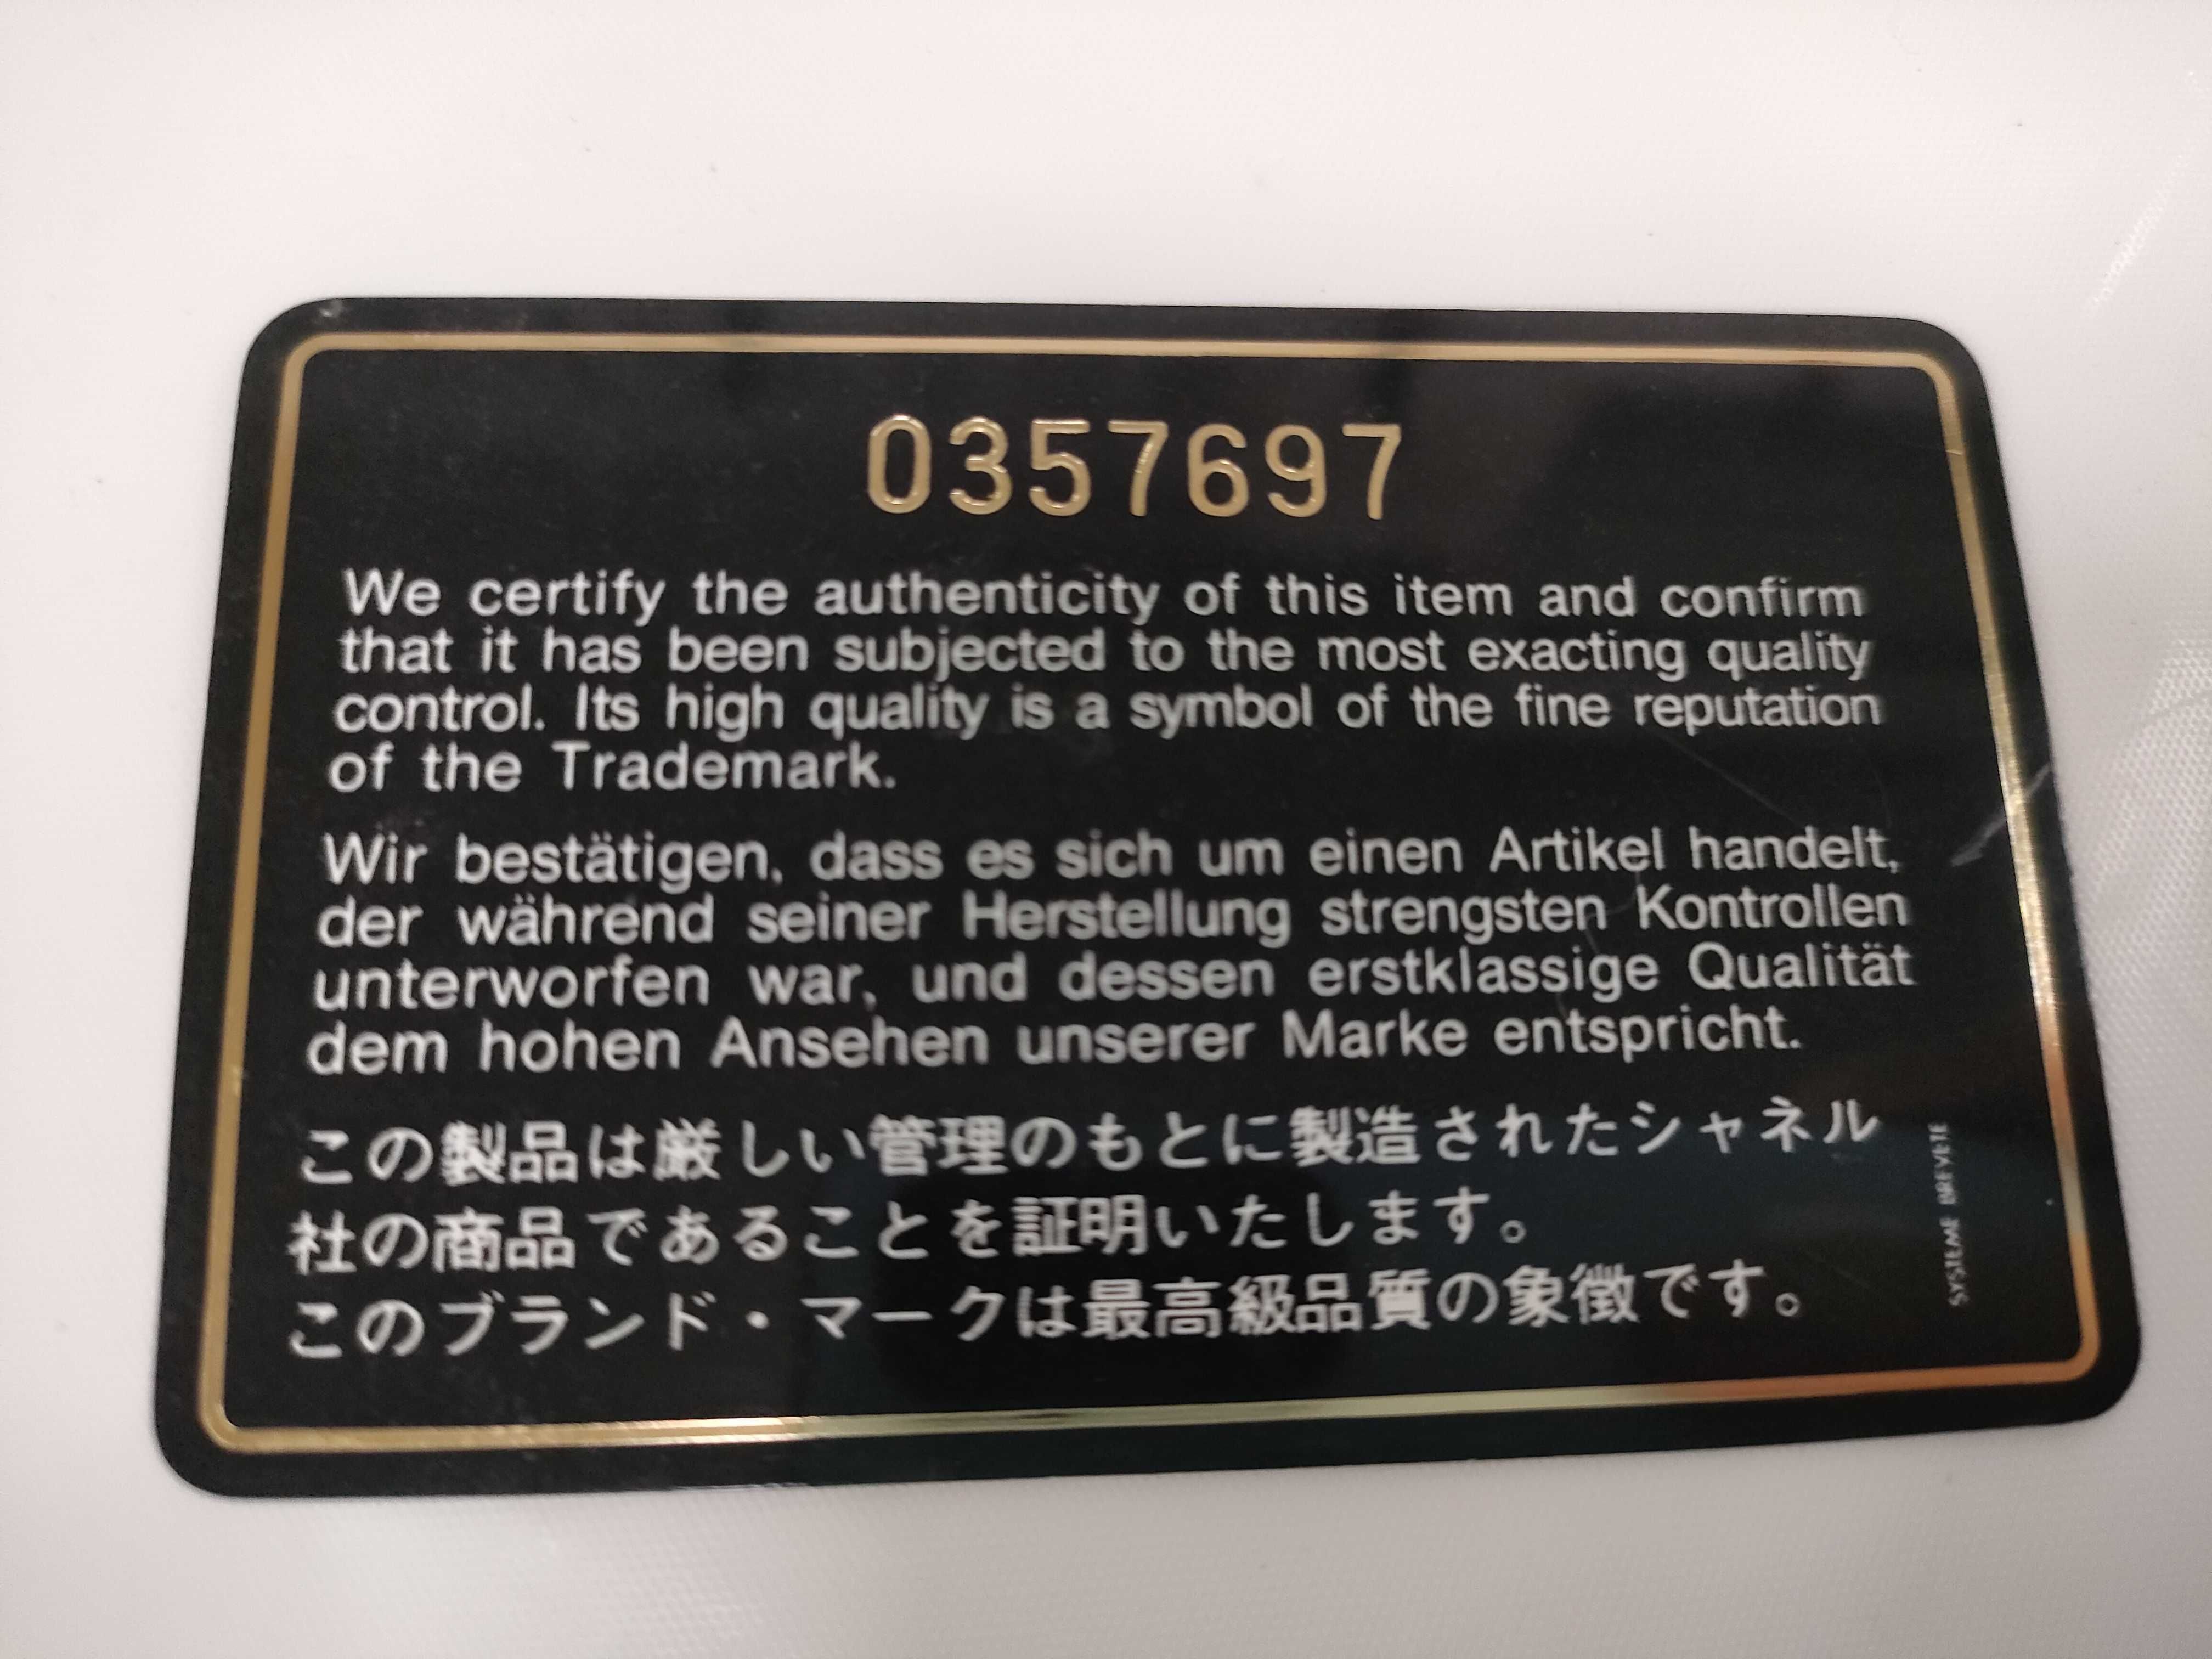 0357697
We certify the authenticity of this item and confirm
that it has been subjected to the most exacting quality
control. Its high quality is a symbol of the fine reputation
of the Trademark.
Wir bestätigen, dass es sich um einen Artikel handelt,
der während seiner Herstellung strengsten Kontrollen
unterworfen war, und dessen erstklassige Qualität
dem hohen Ansehen unserer Marke entspricht.
この製品は厳しい管理のもとに製造されたシャネル
社の商品であることを証明いたします。
このブランド・マークは最高級品質の象徴です。
SYSTEME BREVETE